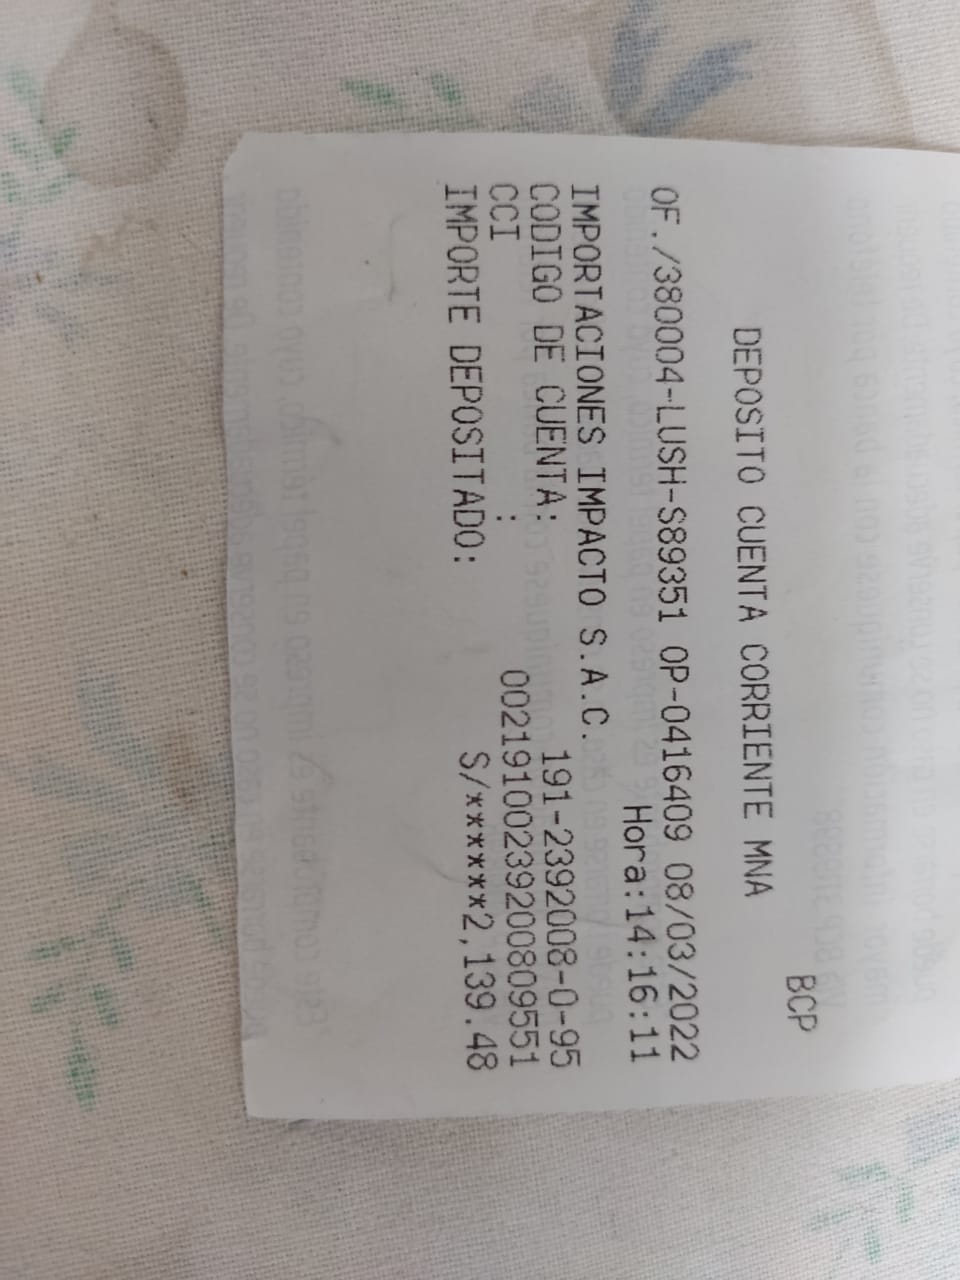 BCP
DEPOSITO CUENTA CORRIENTE MNA
OF./380004-LUSH-S89351 OP-0416409 08/03/2022
Hora:14:16:11
IMPORTACIONES IMPACTO S.A.C.
CODIGO DE CUENTA: 191-2392008-0-95
CCI : 00219100239200809551
IMPORTE DEPOSITADO: S/******2,139.48